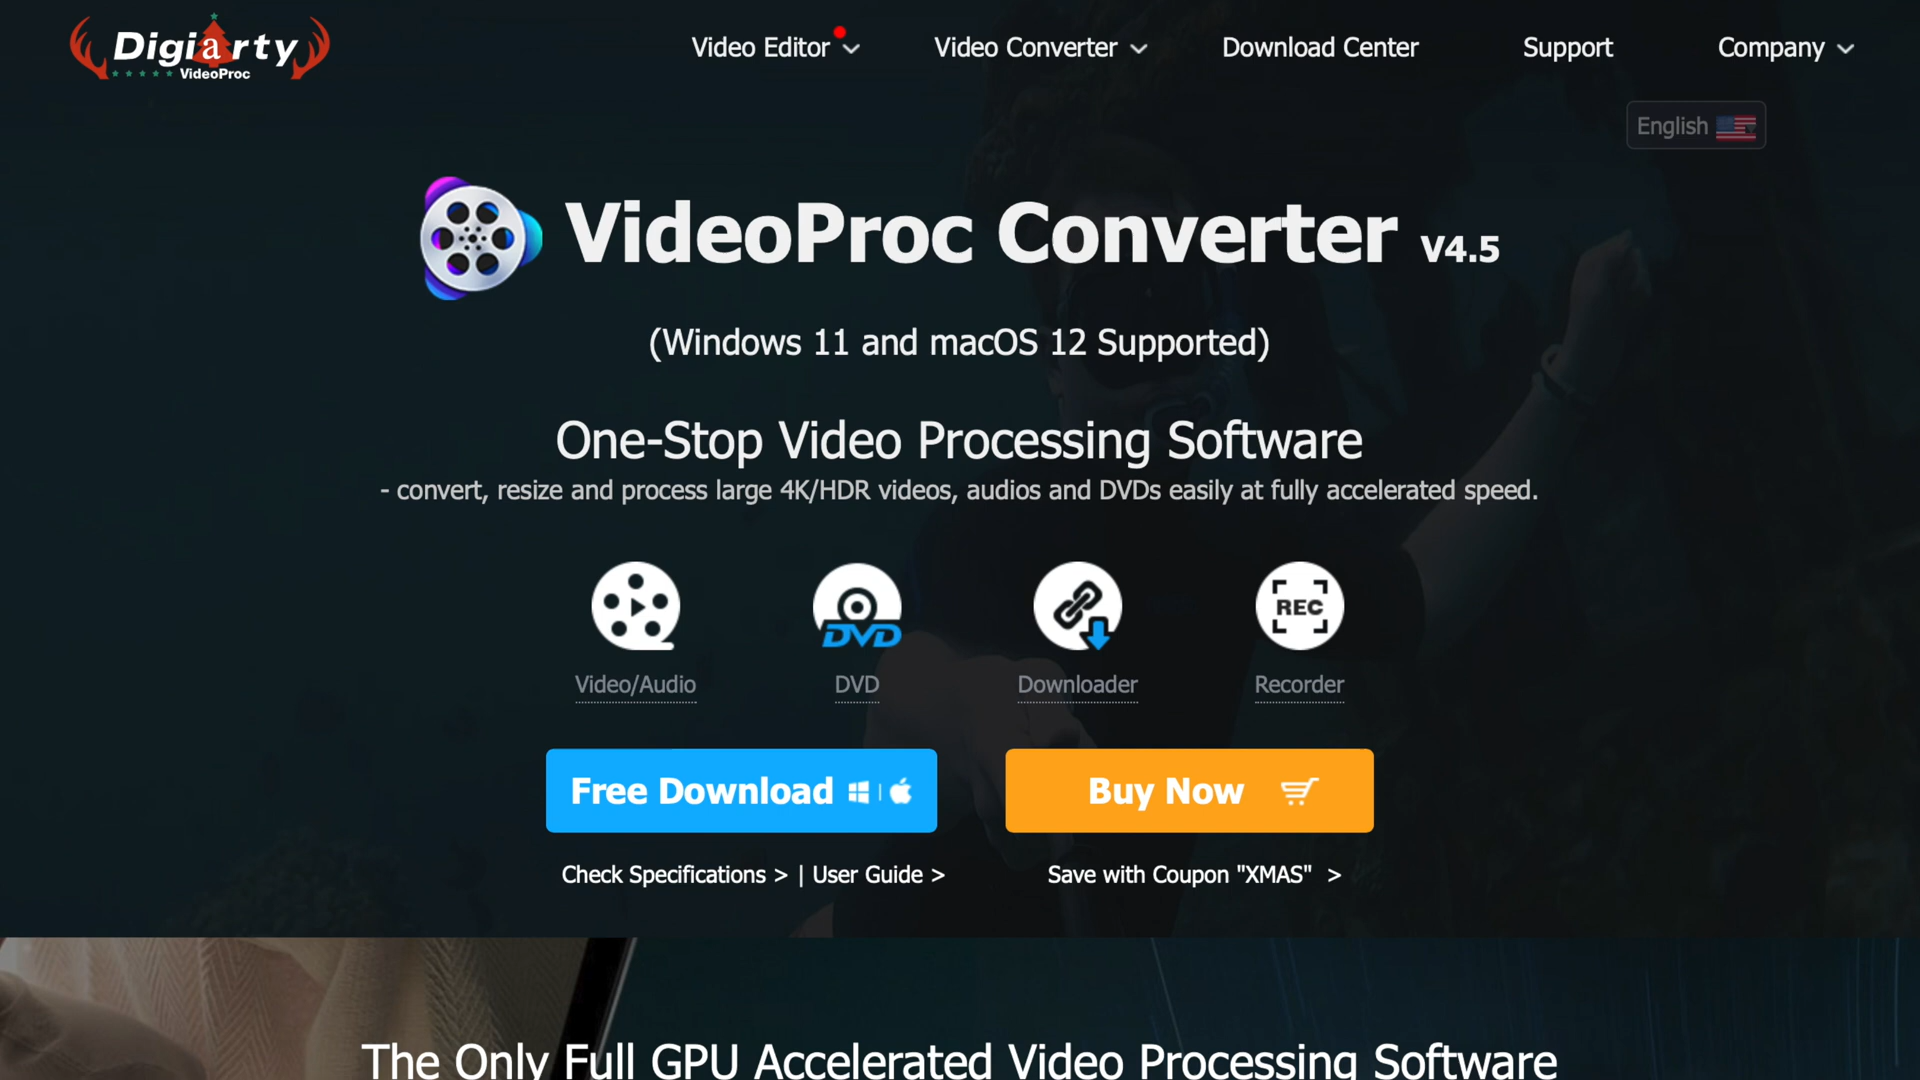 Digiarty
VideoProc
Video Editor
Video Converter
Download Center
Support
Company
English
VideoProc Converter V4.5
(Windows 11 and macOS 12 Supported)
One-Stop Video Processing Software
- convert, resize and process large 4K/HDR videos, audios and DVDs easily at fully accelerated speed.
DVD
REC
Video/Audio
DVD
Downloader
Recorder
Free Download
Buy Now
Check Specifications > | User Guide >
Save with Coupon "XMAS" >
The Only Full GPU Accelerated Video Processing Software